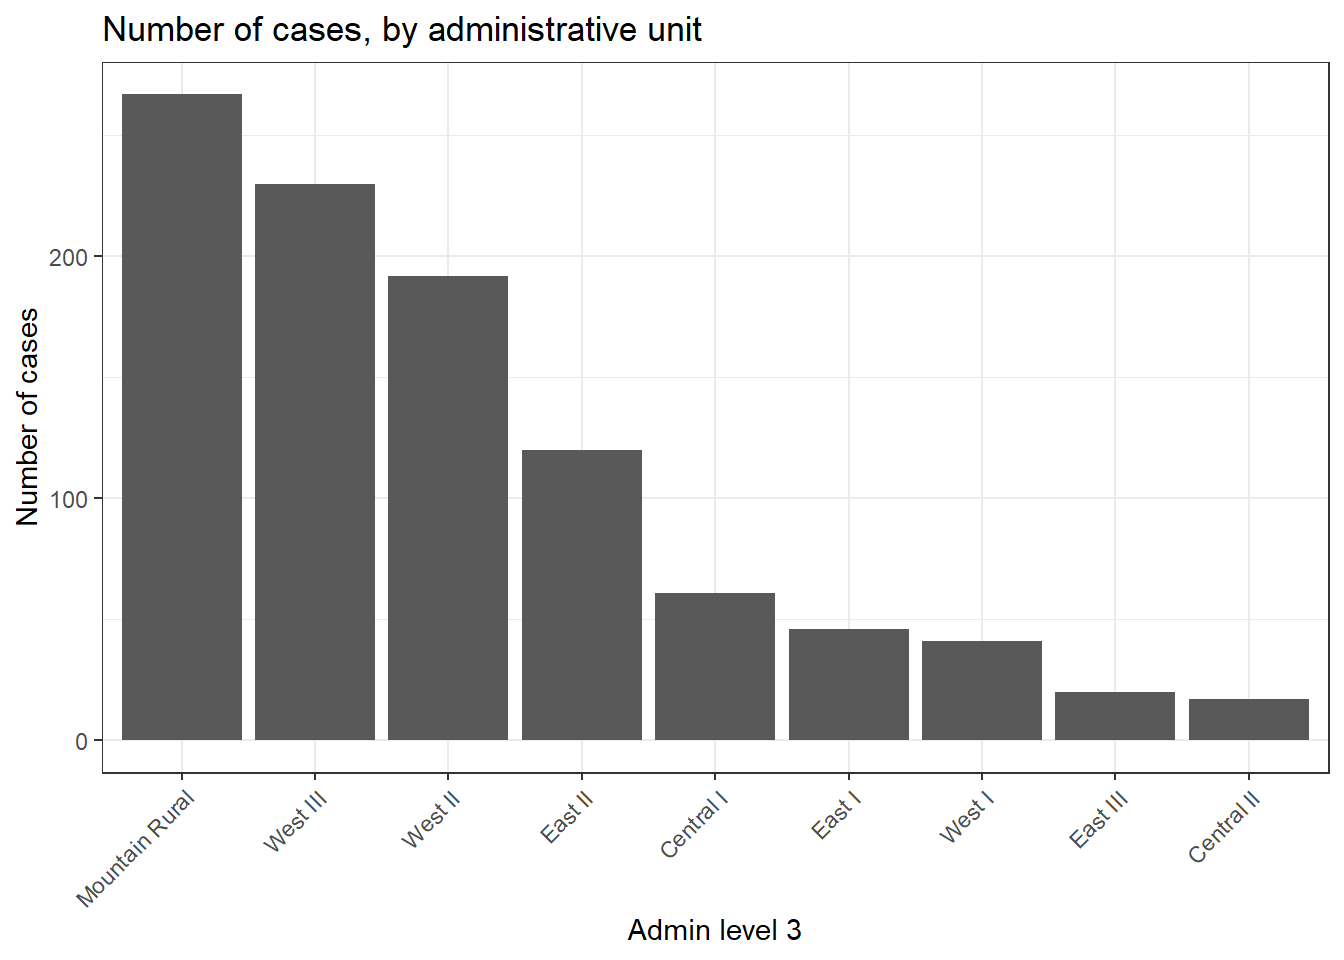 Number of cases, by administrative unit
Number of cases
200
100
0
Mountain Rural
West III
West II
East II
Central I
East I
West I
East III
Central II
Admin level 3